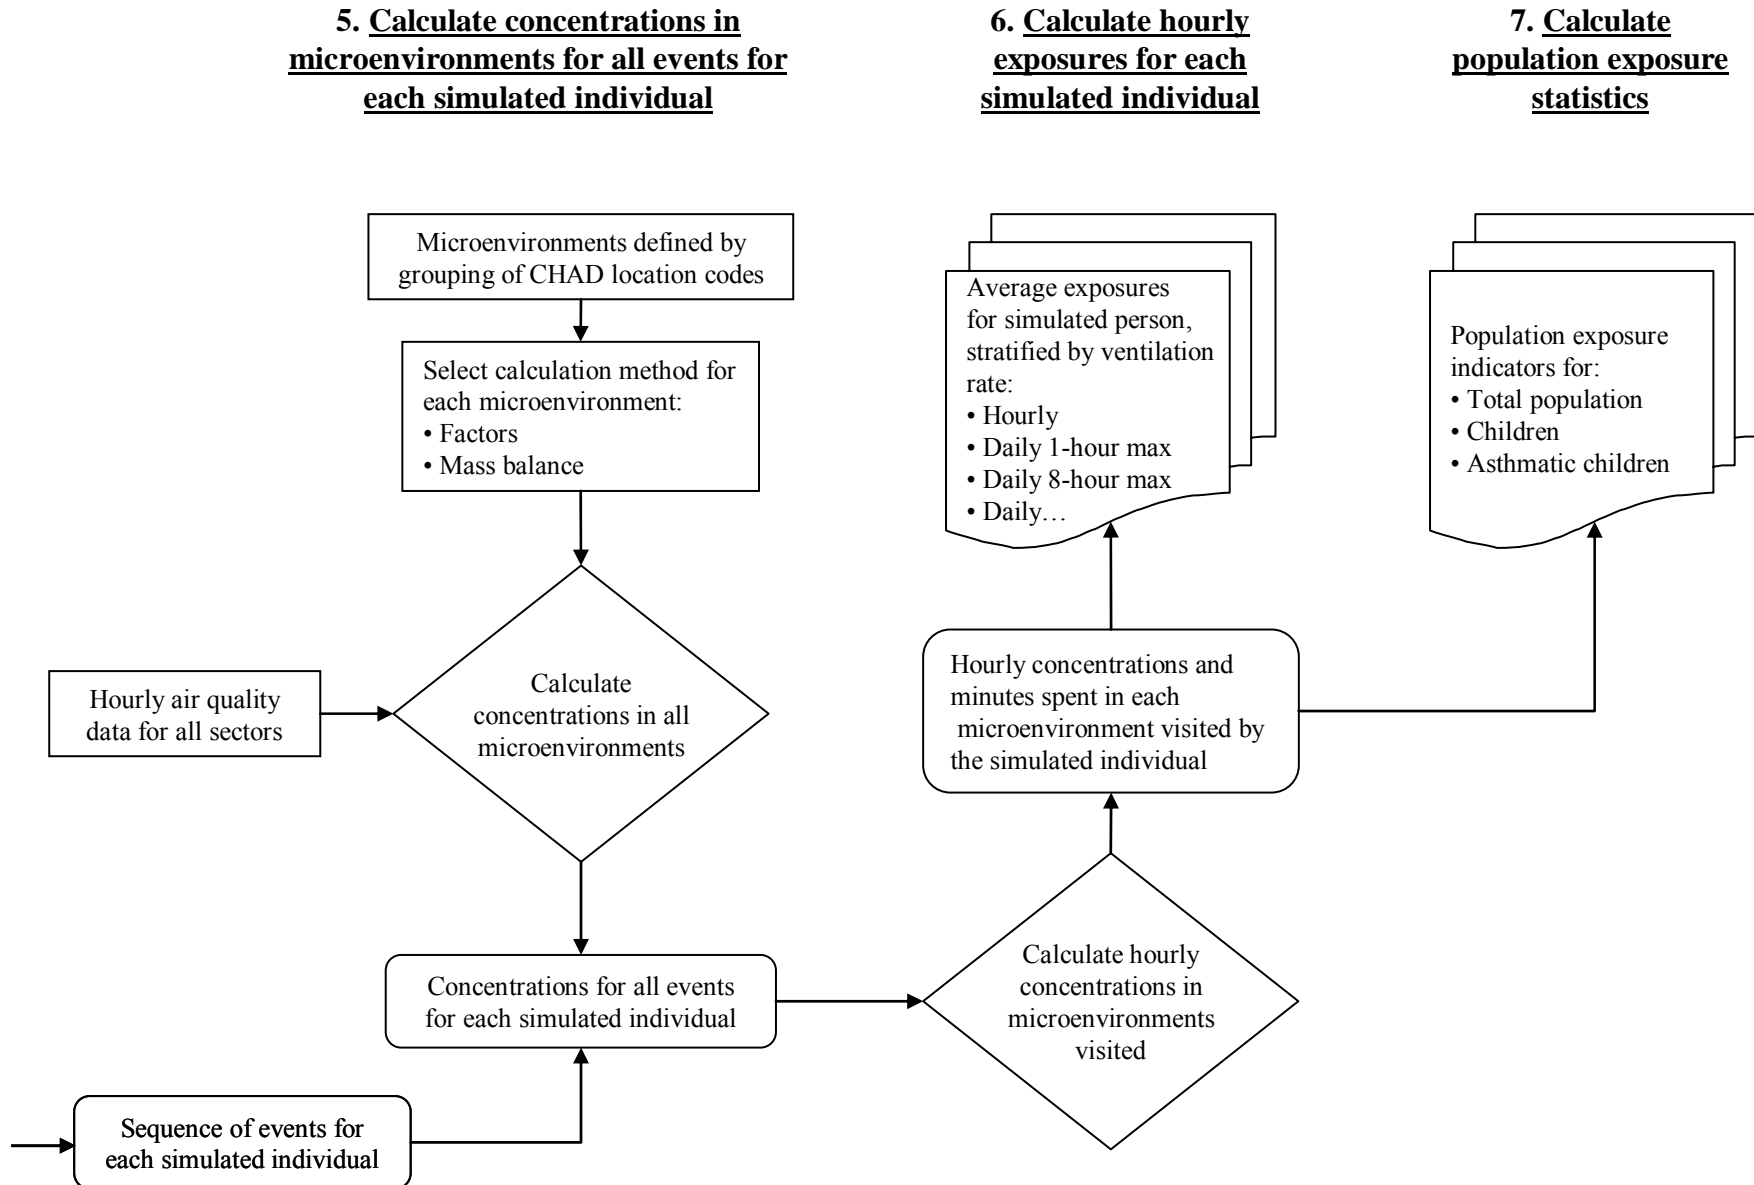 5. Calculate concentrations in
microenvironments for all events for
each simulated individual
6. Calculate hourly
exposures for each
simulated individual
7. Calculate
population exposure
statistics
Microenvironments defined by
grouping of CHAD location codes
Select calculation method for
each microenvironment:
• Factors
• Mass balance
Hourly air quality
data for all sectors
Calculate
concentrations in all
microenvironments
Concentrations for all events
for each simulated individual
Sequence of events for
each simulated individual
Average exposures
for simulated person,
stratified by ventilation
rate:
• Hourly
• Daily 1-hour max
• Daily 8-hour max
• Daily…
Hourly concentrations and
minutes spent in each
microenvironment visited by
the simulated individual
Calculate hourly
concentrations in
microenvironments
visited
Population exposure
indicators for:
• Total population
• Children
• Asthmatic children